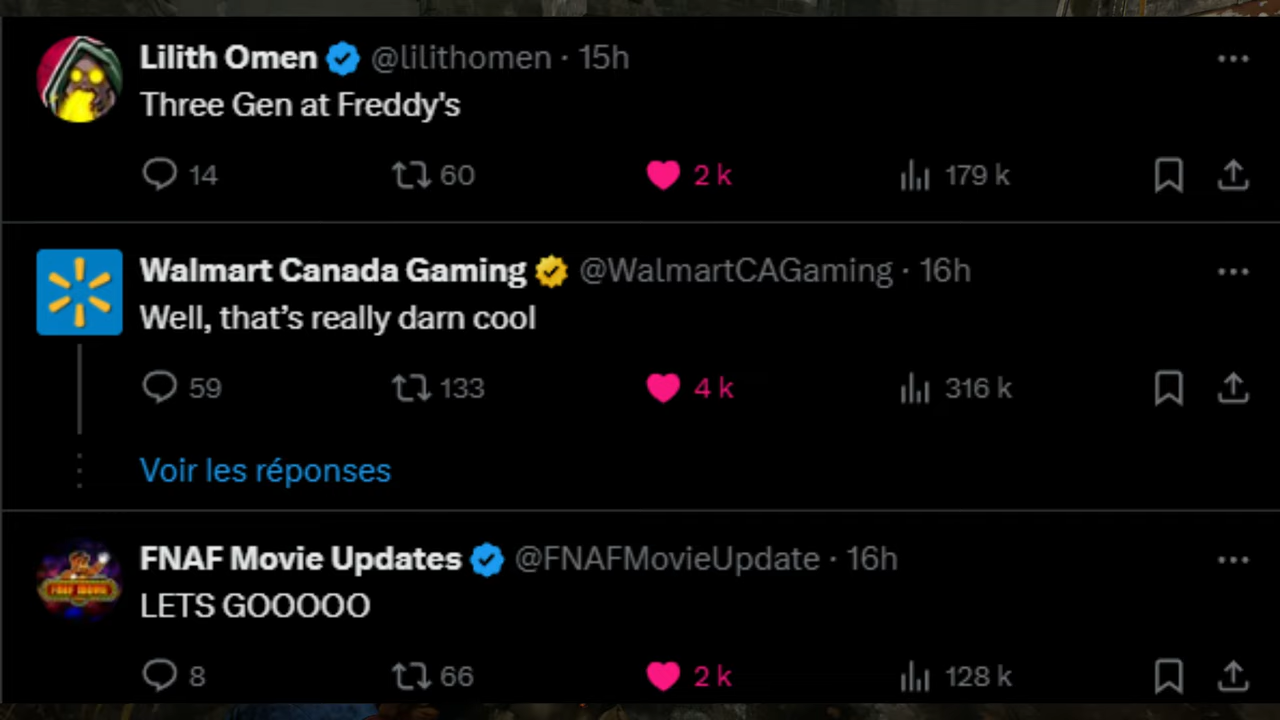 Lilith Omen @lilithomen · 15h
Three Gen at Freddy's
14 60 2 k 179 k
Walmart Canada Gaming @WalmartCAGaming · 16h
Well, that’s really darn cool
59 133 4 k 316 k
Voir les réponses
FNAF Movie Updates @FNAFMovieUpdate · 16h
LETS GOOOOO
8 66 2 k 128 k